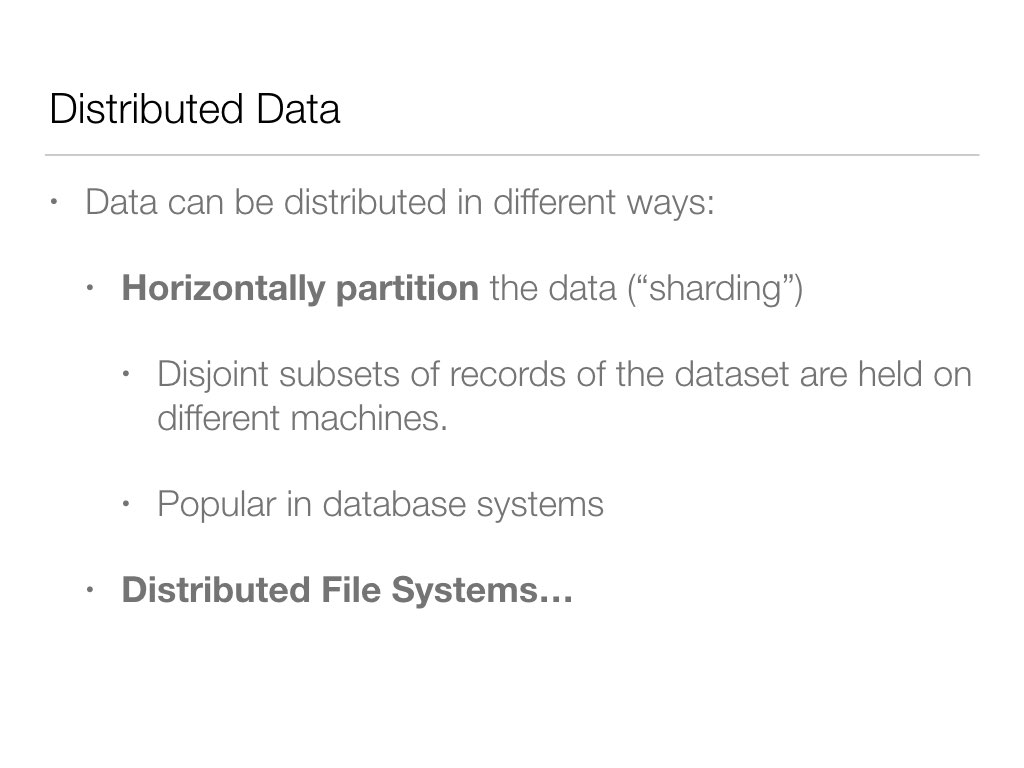 Distributed Data
• Data can be distributed in different ways:
• Horizontally partition the data (“sharding”)
• Disjoint subsets of records of the dataset are held on
different machines.
• Popular in database systems
• Distributed File Systems…